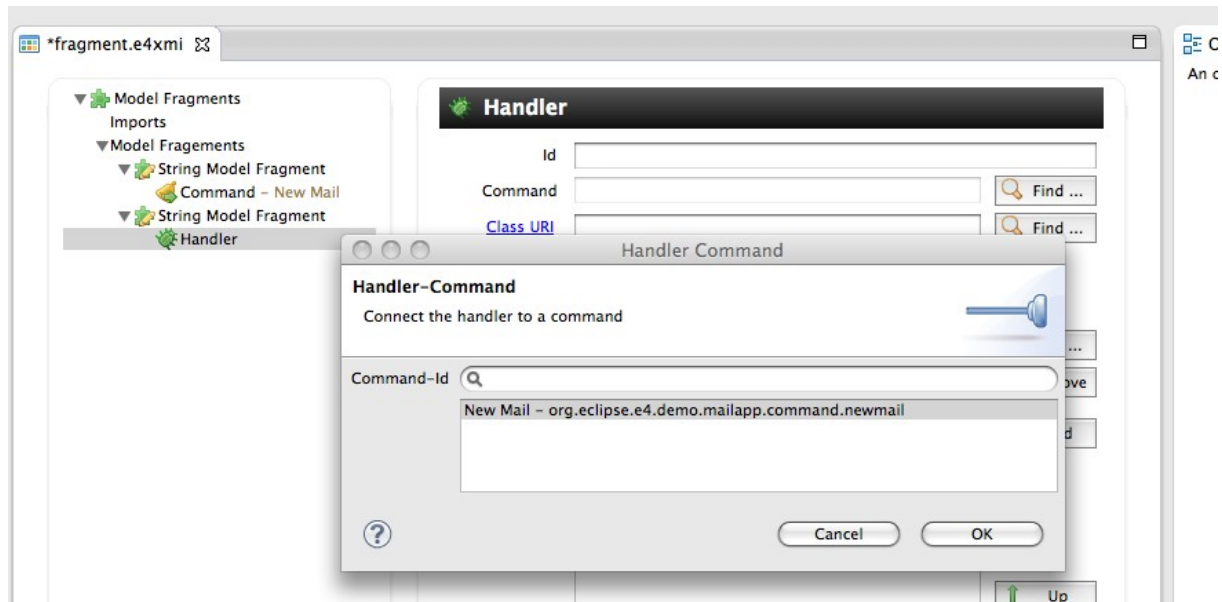 *fragment.e4xmi
An
Model Fragments
Imports
Model Fragements
String Model Fragment
Command – New Mail
String Model Fragment
Handler
Handler
Id
Command
Find ...
Class URI
Find ...
Handler Command
Handler-Command
Connect the handler to a command
...
Command-Id
New Mail – org.eclipse.e4.demo.mailapp.command.newmail
Cancel
OK
Up